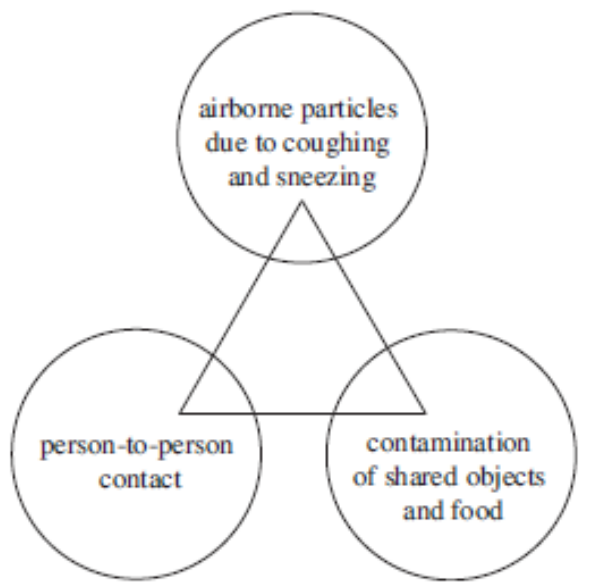 airborne particles
due to coughing
and sneezing
person-to-person
contact
contamination
of shared objects
and food